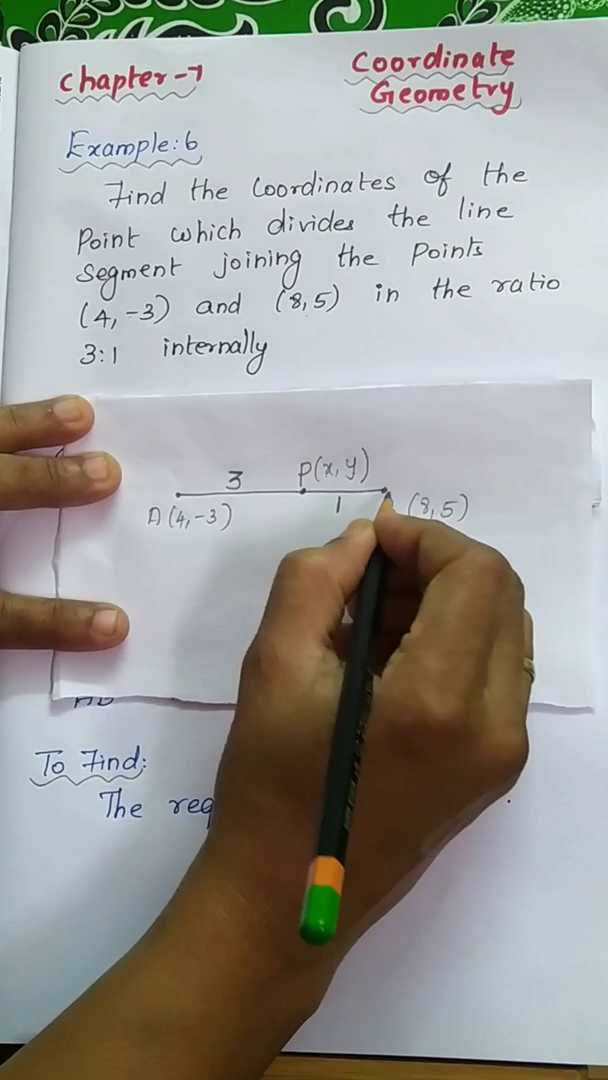 Chapter-7
Coordinate
Geometry
Example:6
Find the Coordinates of the
Point which divides the line
Segment joining the Points
(4,-3) and (8,5) in the ratio
3:1 internally
3 P(x,y)
A(4,-3) 1 (8,5)
AB
To Find:
The